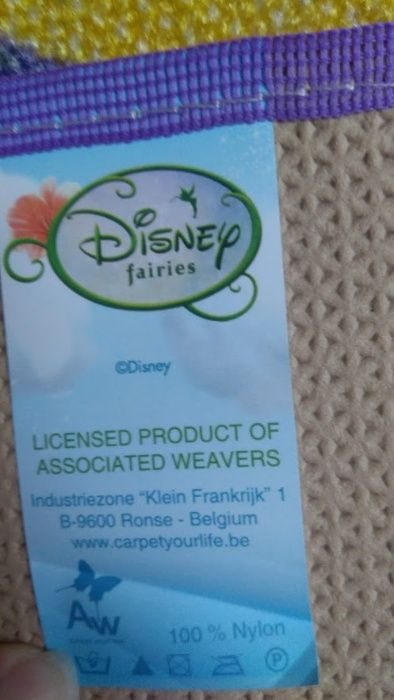 Disney
fairies
©Disney
LICENSED PRODUCT OF
ASSOCIATED WEAVERS
Industriezone "Klein Frankrijk" 1
B-9600 Ronse - Belgium
www.carpetyourlife.be
AW
100 % Nylon
P